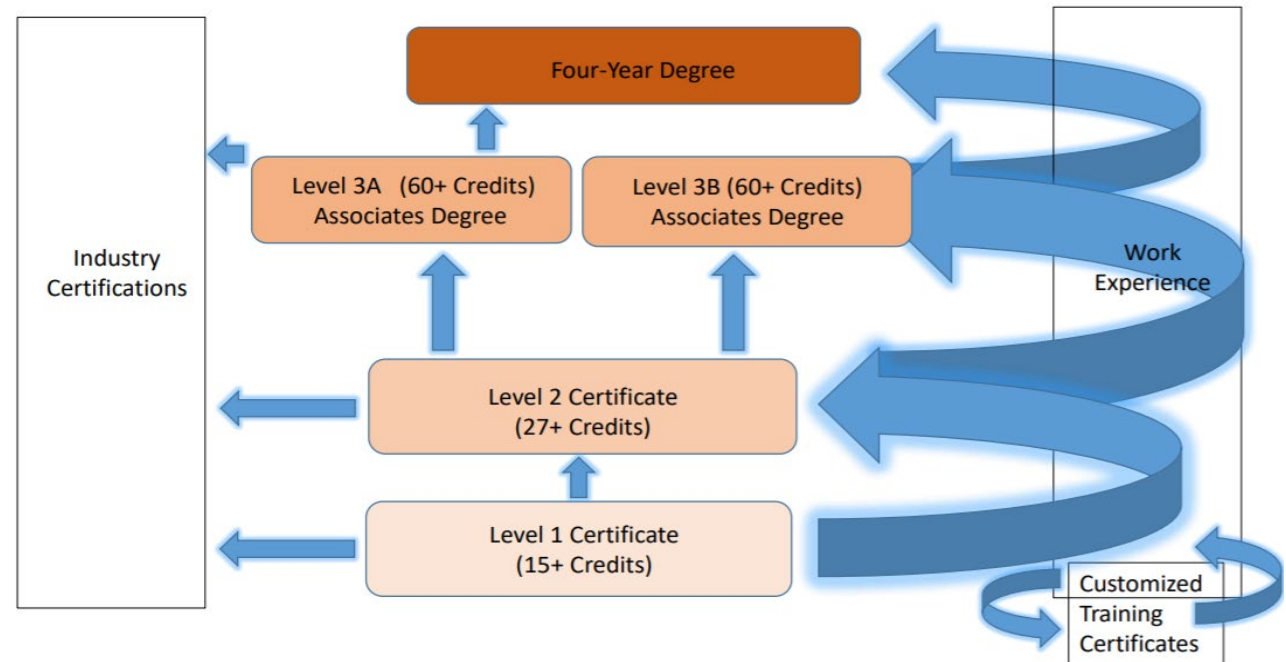 Four-Year Degree
Level 3A (60+ Credits)
Associates Degree
Level 3B (60+ Credits)
Associates Degree
Industry
Certifications
Work
Experience
Level 2 Certificate
(27+ Credits)
Level 1 Certificate
(15+ Credits)
Customized
Training
Certificates